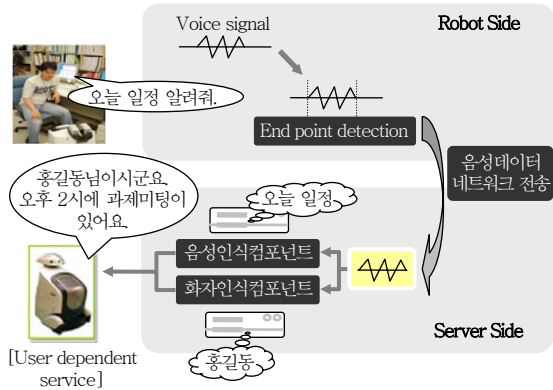 Voice signal
Robot Side
오늘 일정 알려줘.
End point detection
음성데이터
네트워크 전송
홍길동님이시군요.
오후 2시에 과제미팅이
있어요.
오늘 일정
음성인식컴포넌트
화자인식컴포넌트
홍길동
Server Side
[User dependent
service]